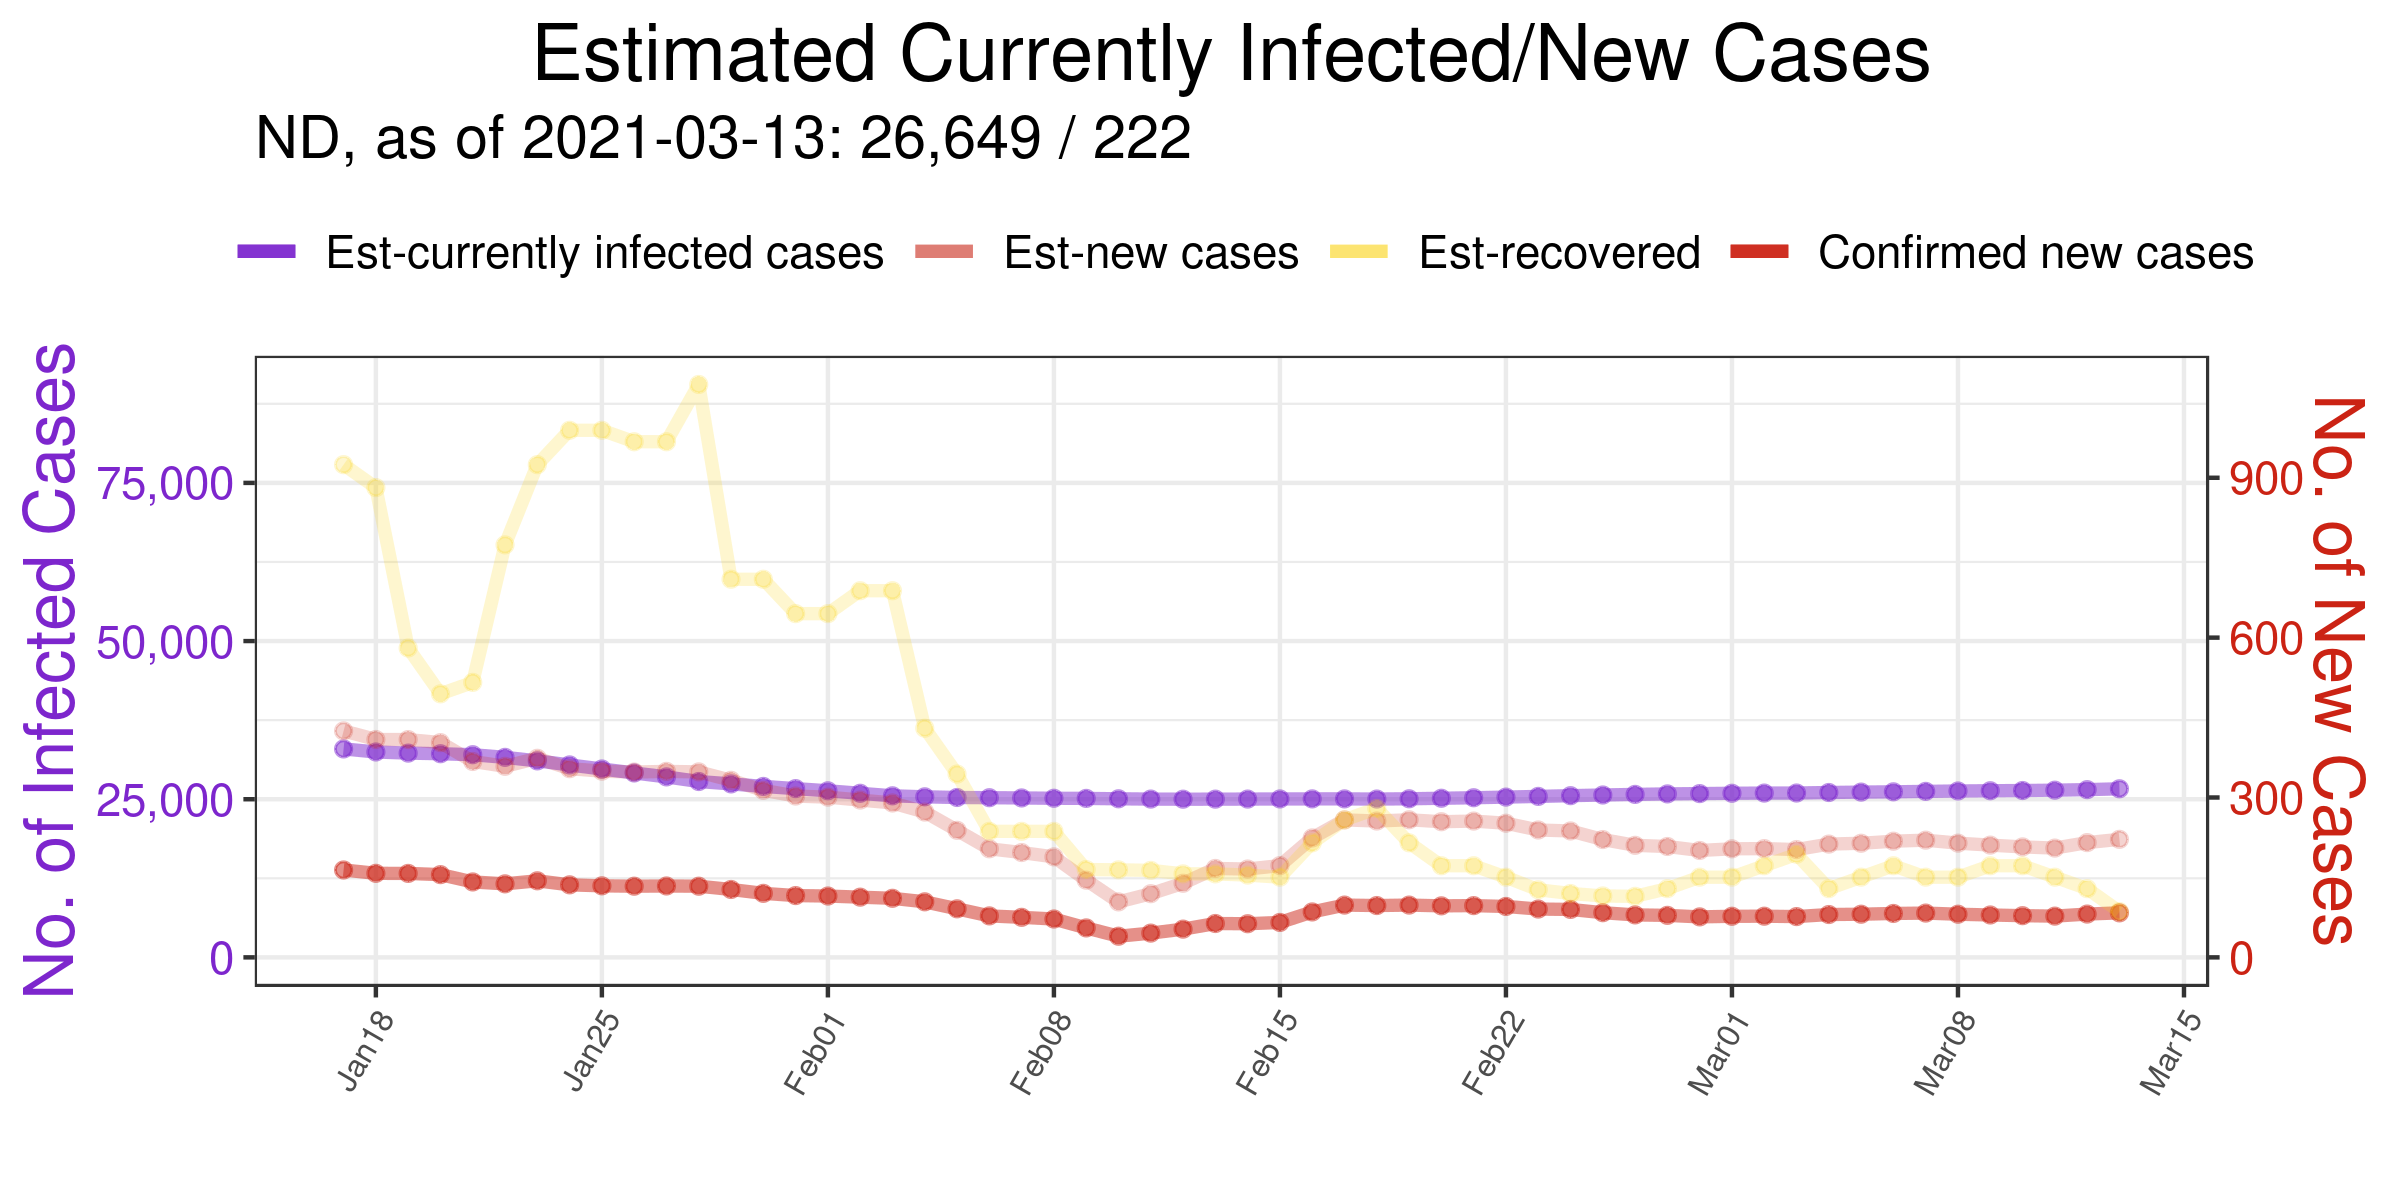 Estimated Currently Infected/New Cases
ND, as of 2021-03-13: 26,649 / 222
Est-currently infected cases Est-new cases Est-recovered Confirmed new cases
No. of Infected Cases
75,000
50,000
25,000
0
900
600
300
0
No. of New Cases
Jan18 Jan25 Feb01 Feb08 Feb15 Feb22 Mar01 Mar08 Mar15